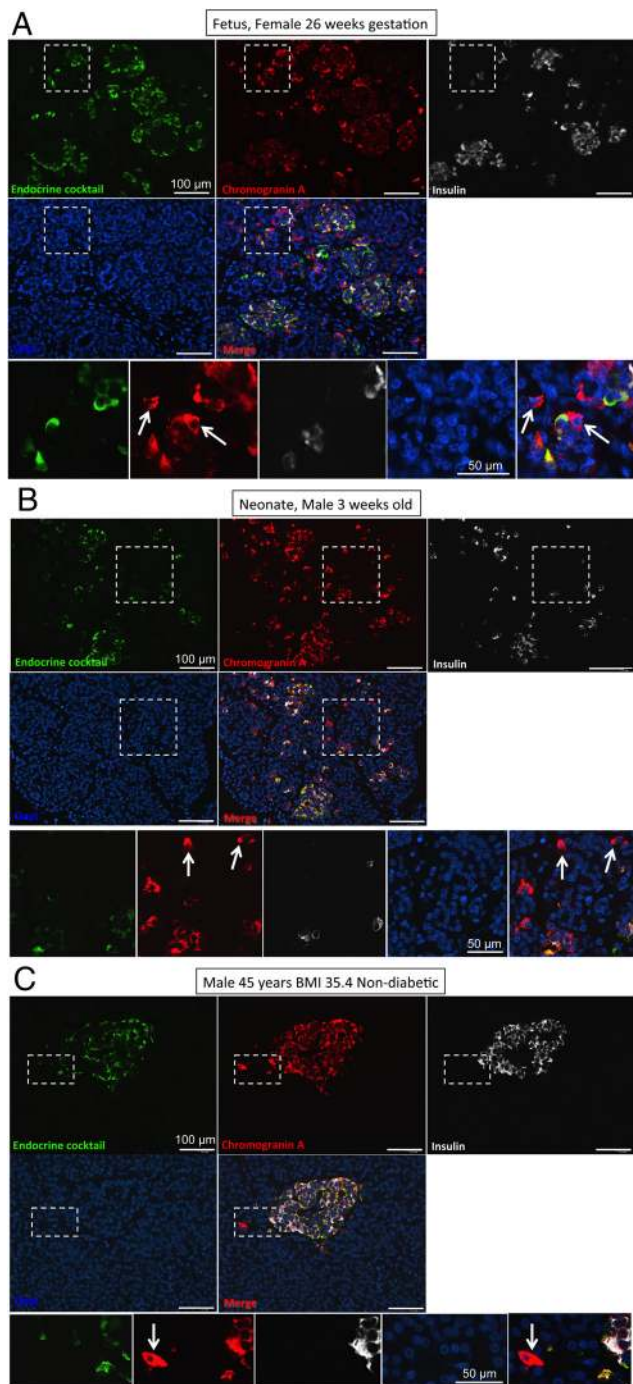 A
Fetus, Female 26 weeks gestation
Endocrine cocktail
100 µm
Chromogranin A
Insulin
Merge
50 µm
B
Neonate, Male 3 weeks old
Endocrine cocktail
100 µm
Chromogranin A
Insulin
Merge
50 µm
C
Male 45 years BMI 35.4 Non-diabetic
Endocrine cocktail
100 µm
Chromogranin A
Insulin
Merge
50 µm